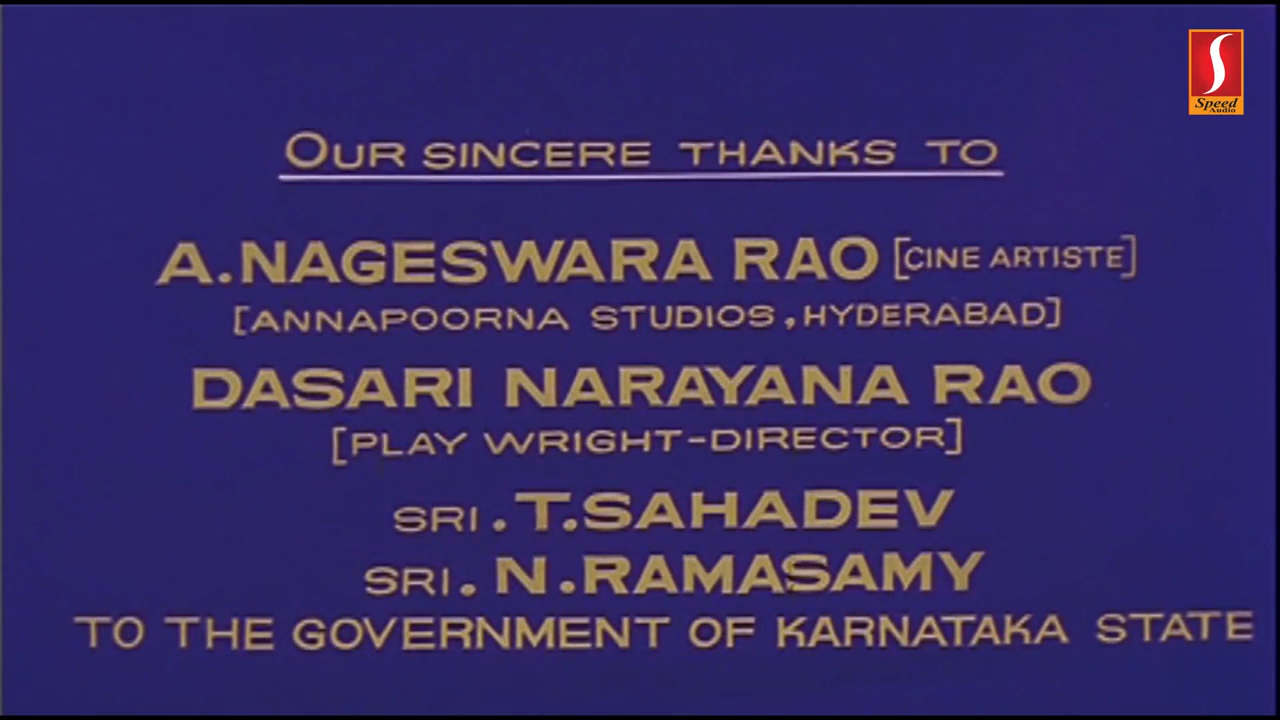 S
Speed
Audio
OUR SINCERE THANKS TO
A.NAGESWARA RAO [CINE ARTISTE]
[ANNAPOORNA STUDIOS, HYDERABAD]
DASARI NARAYANA RAO
[PLAY WRIGHT-DIRECTOR]
SRI. T.SAHADEV
SRI. N.RAMASAMY
TO THE GOVERNMENT OF KARNATAKA STATE